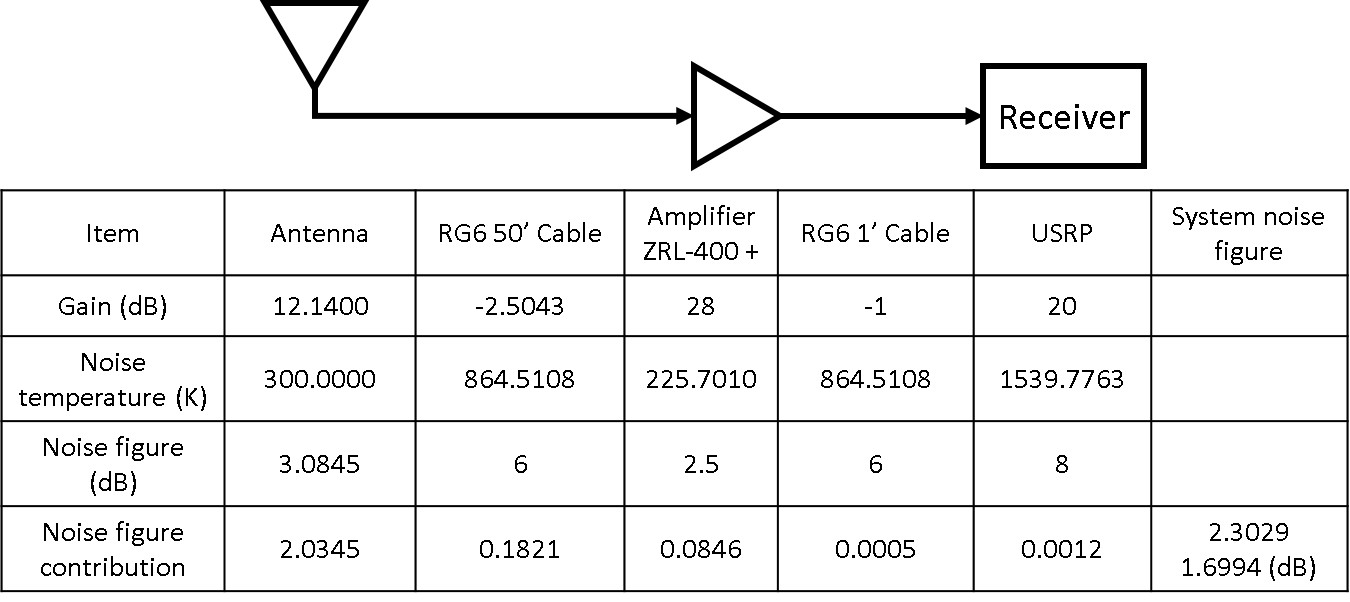 Receiver
Item
Antenna
RG6 50’ Cable
Amplifier
ZRL-400 +
RG6 1’ Cable
USRP
System noise
figure
Gain (dB)
12.1400
-2.5043
28
-1
20
Noise
temperature (K)
300.0000
864.5108
225.7010
864.5108
1539.7763
Noise figure
(dB)
3.0845
6
2.5
6
8
Noise figure
contribution
2.0345
0.1821
0.0846
0.0005
0.0012
2.3029
1.6994 (dB)